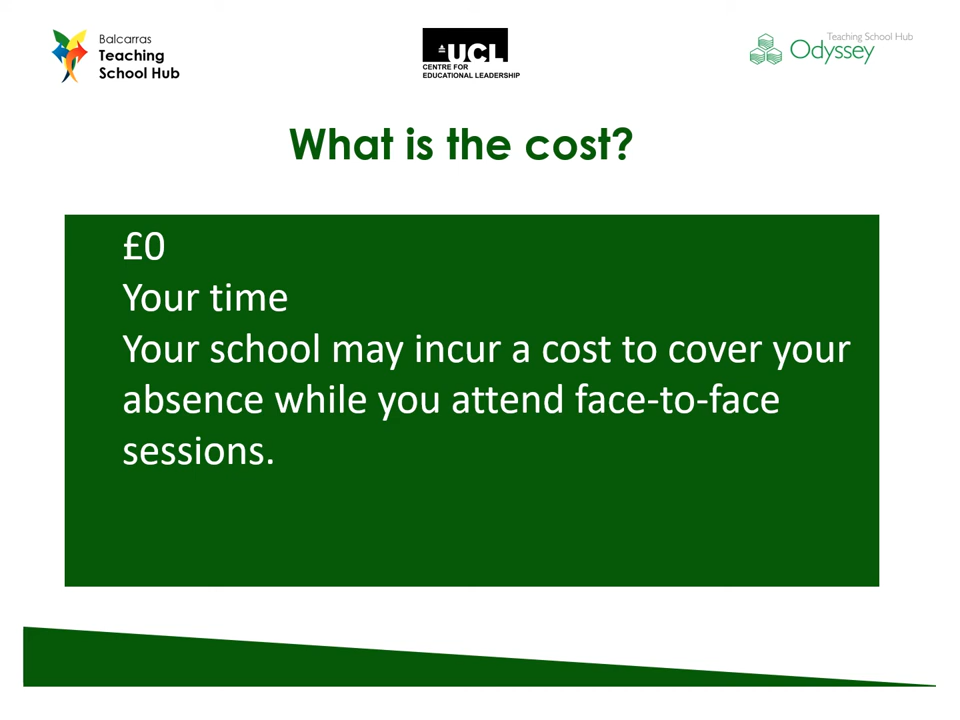 Balcarras
Teaching
School Hub
UCL
CENTRE FOR
EDUCATIONAL LEADERSHIP
Teaching School Hub
Odyssey
What is the cost?
£0
Your time
Your school may incur a cost to cover your
absence while you attend face-to-face
sessions.